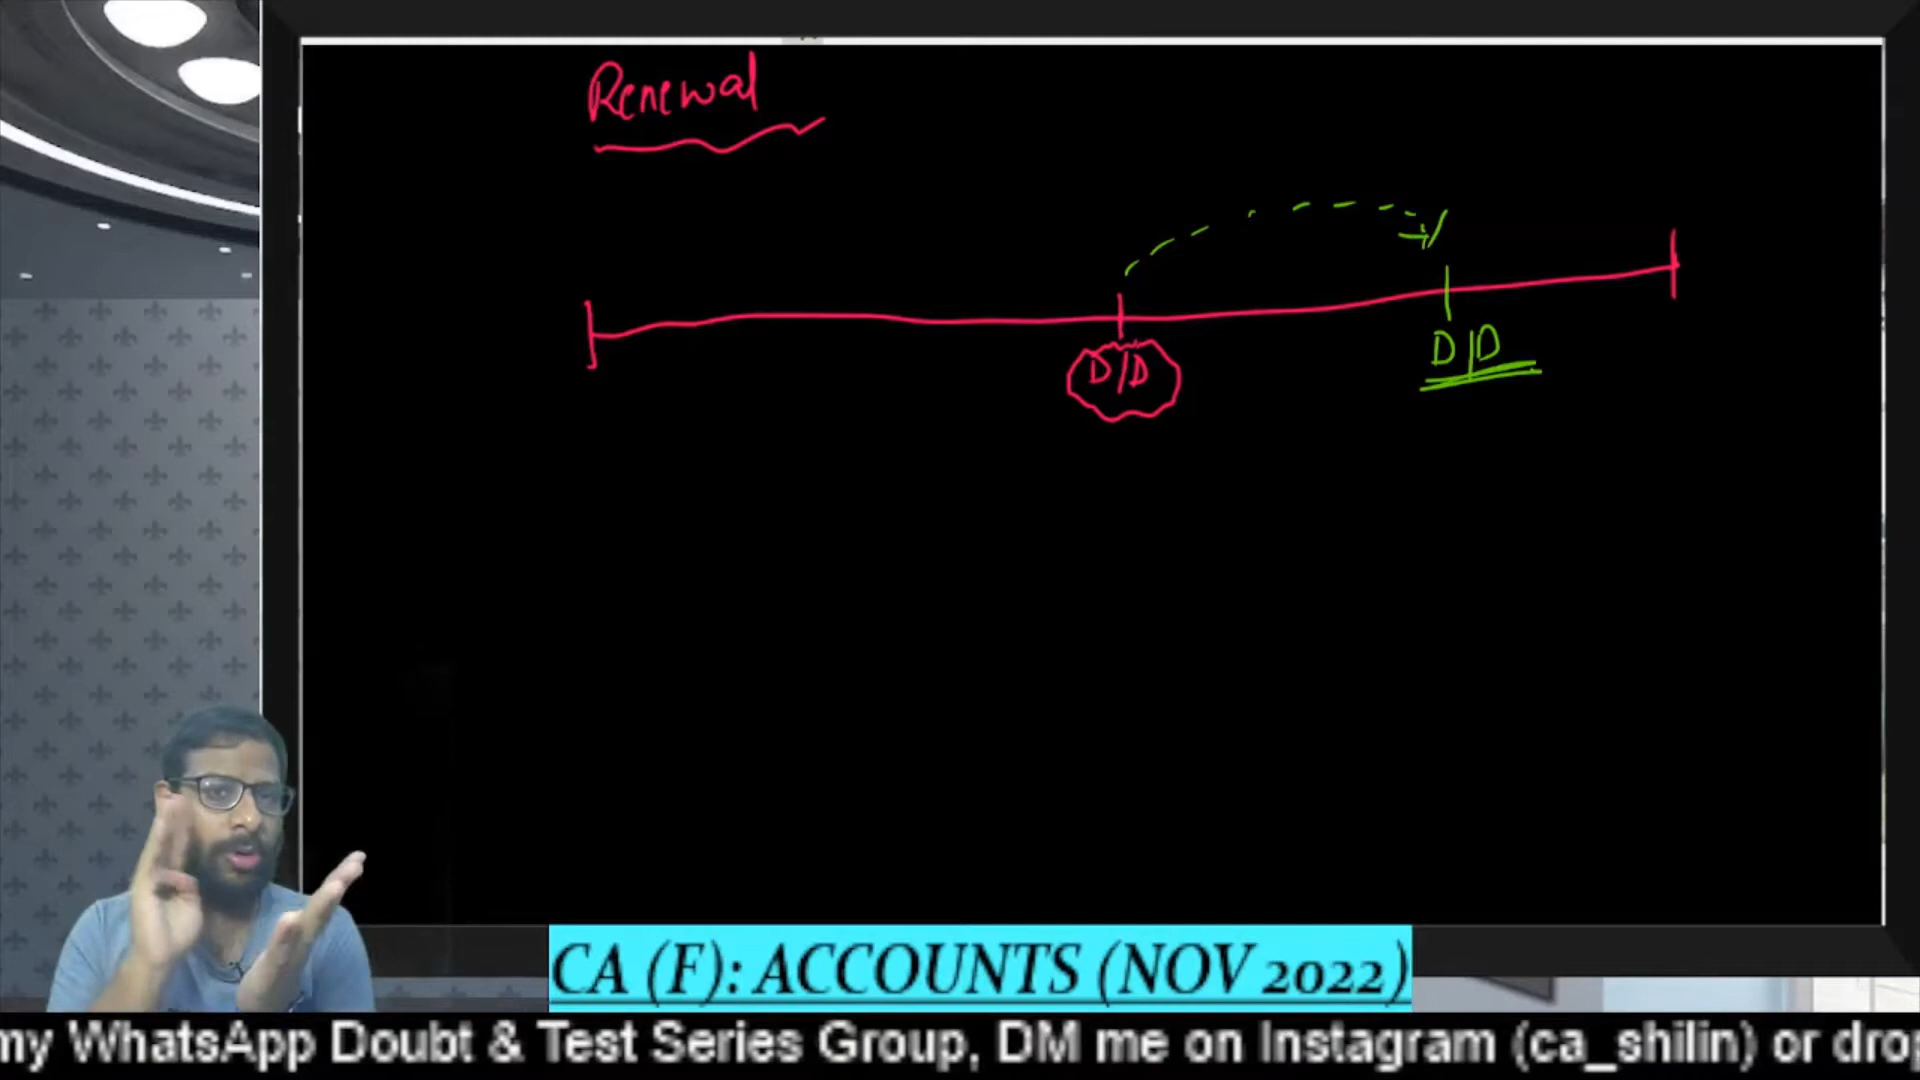 Renewal
D/D
D/D
CA (F): ACCOUNTS (NOV 2022)
my WhatsApp Doubt & Test Series Group, DM me on Instagram (ca_shilin) or drop